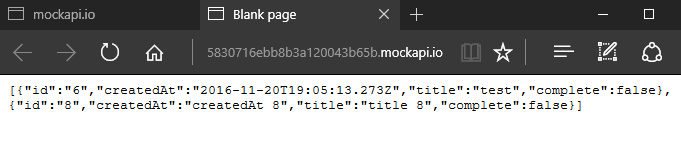 mockapi.io
Blank page
5830716ebb8b3a120043b65b.mockapi.io
[{"id":"6","createdAt":"2016-11-20T19:05:13.273Z","title":"test","complete":false},
{"id":"8","createdAt":"createdAt 8","title":"title 8","complete":false}]